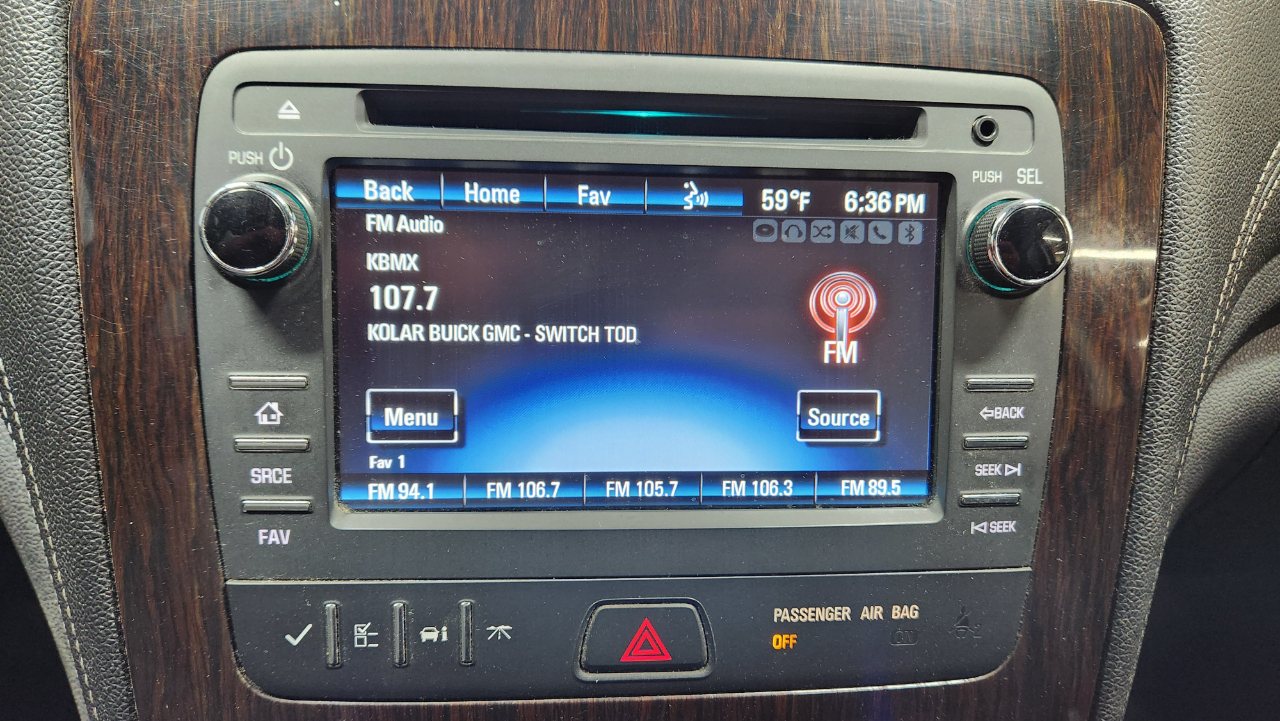 PUSH
PUSH SEL
Back Home Fav 59°F 6:36 PM
FM Audio
KBMX
107.7
KOLAR BUICK GMC - SWITCH TOD
FM
Menu Source
BACK
Fav 1
SRCE
SEEK
FM 94.1 FM 106.7 FM 105.7 FM 106.3 FM 89.5
FAV
SEEK
PASSENGER AIR BAG
OFF ON